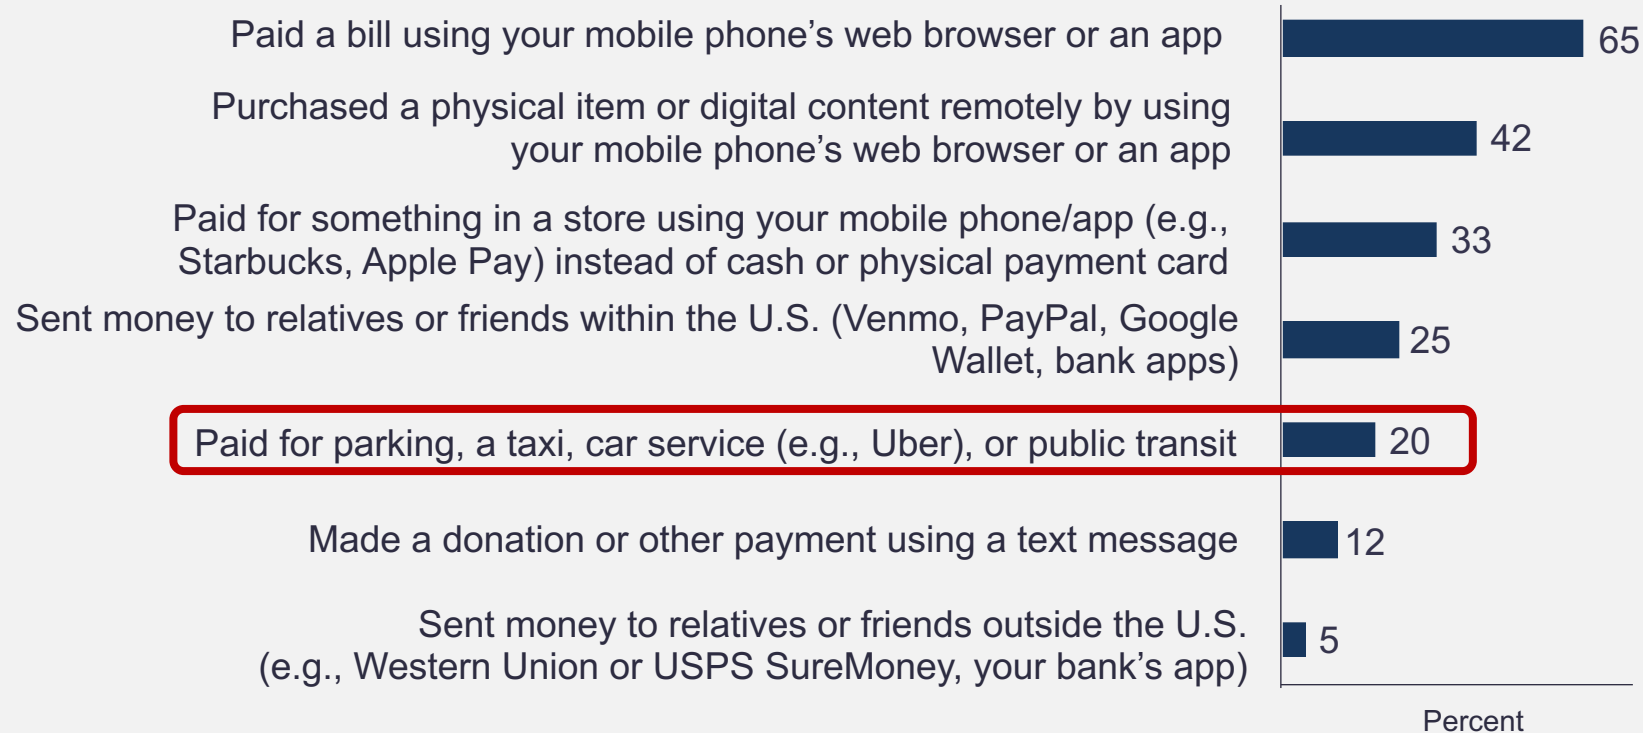 Paid a bill using your mobile phone’s web browser or an app
65
Purchased a physical item or digital content remotely by using
your mobile phone’s web browser or an app
42
Paid for something in a store using your mobile phone/app (e.g.,
Starbucks, Apple Pay) instead of cash or physical payment card
33
Sent money to relatives or friends within the U.S. (Venmo, PayPal, Google
Wallet, bank apps)
25
Paid for parking, a taxi, car service (e.g., Uber), or public transit
20
Made a donation or other payment using a text message
12
Sent money to relatives or friends outside the U.S.
(e.g., Western Union or USPS SureMoney, your bank’s app)
5
Percent